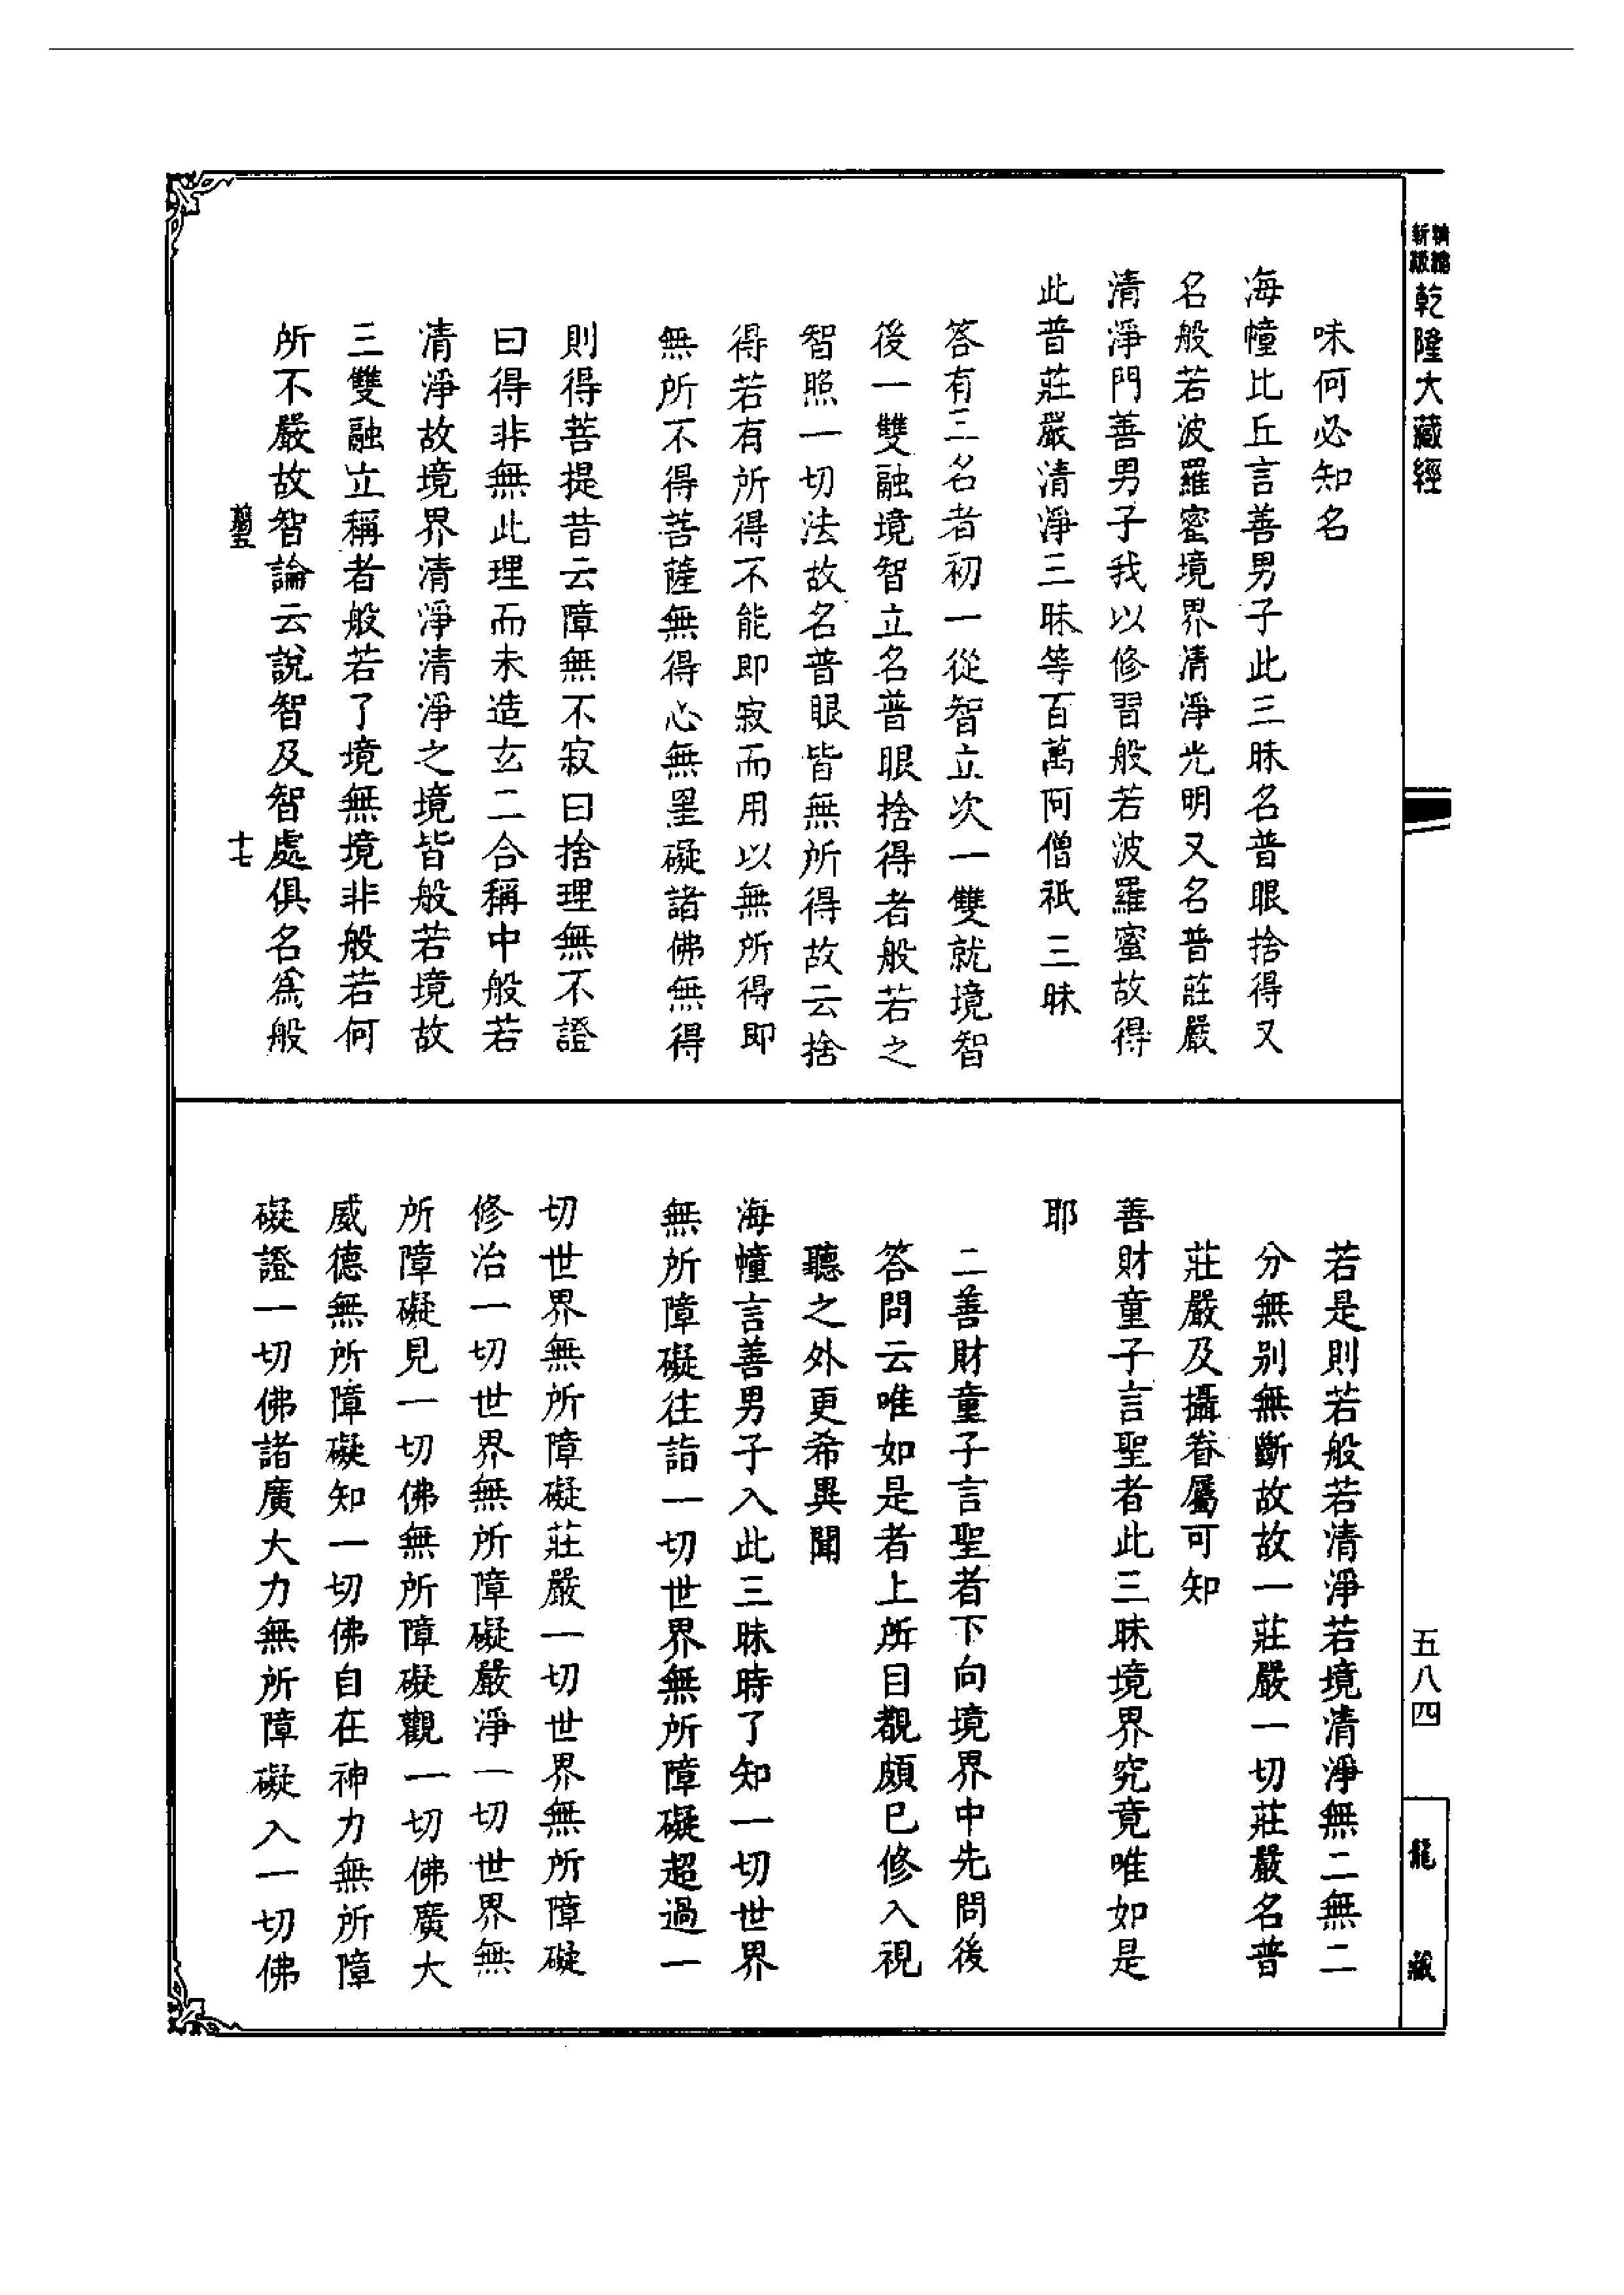 精縮新版
乾隆大藏經
味何必知名
海幢比丘言善男子此三昧名普眼捨得又
名般若波羅密境界清淨光明又名普莊嚴
清淨門善男子我以修習般若波羅蜜故得
此普莊嚴清淨三昧等百萬阿僧祇三昧
答有三名者初一從智立次一雙就境智
後一雙融境智立名普眼捨得者般若之
智照一切法故名普眼皆無所得故云捨
得若有所得不能即寂而用以無所得即
無所不得菩薩無得心無罣礙諸佛無得
則得菩提昔云障無不寂曰捨理無不證
曰得非無此理而未造玄二合稱中般若
清淨故境界清淨清淨之境皆般若境故
三雙融立稱者般若了境無境非般若何
所不嚴故智論云說智及智處俱名為般
十七
若是則若般若清淨若境清淨無二無二
分無別無斷故故一莊嚴一切莊嚴名普
莊嚴及攝眷屬可知
善財童子言聖者此三昧境界究竟唯如是
耶
二善財童子言聖者下向境界中先問後
答問云唯如是者上所目覩頗已修入視
聽之外更希異聞
海幢言善男子入此三昧時了知一切世界
無所障礙往詣一切世界無所障礙超過一
切世界無所障礙莊嚴一切世界無所障礙
修治一切世界無所障礙嚴淨一切世界無
所障礙見一切佛無所障礙觀一切佛廣大
威德無所障礙知一切佛自在神力無所障
礙證一切佛諸廣大力無所障礙入一切佛
五八四
龍藏